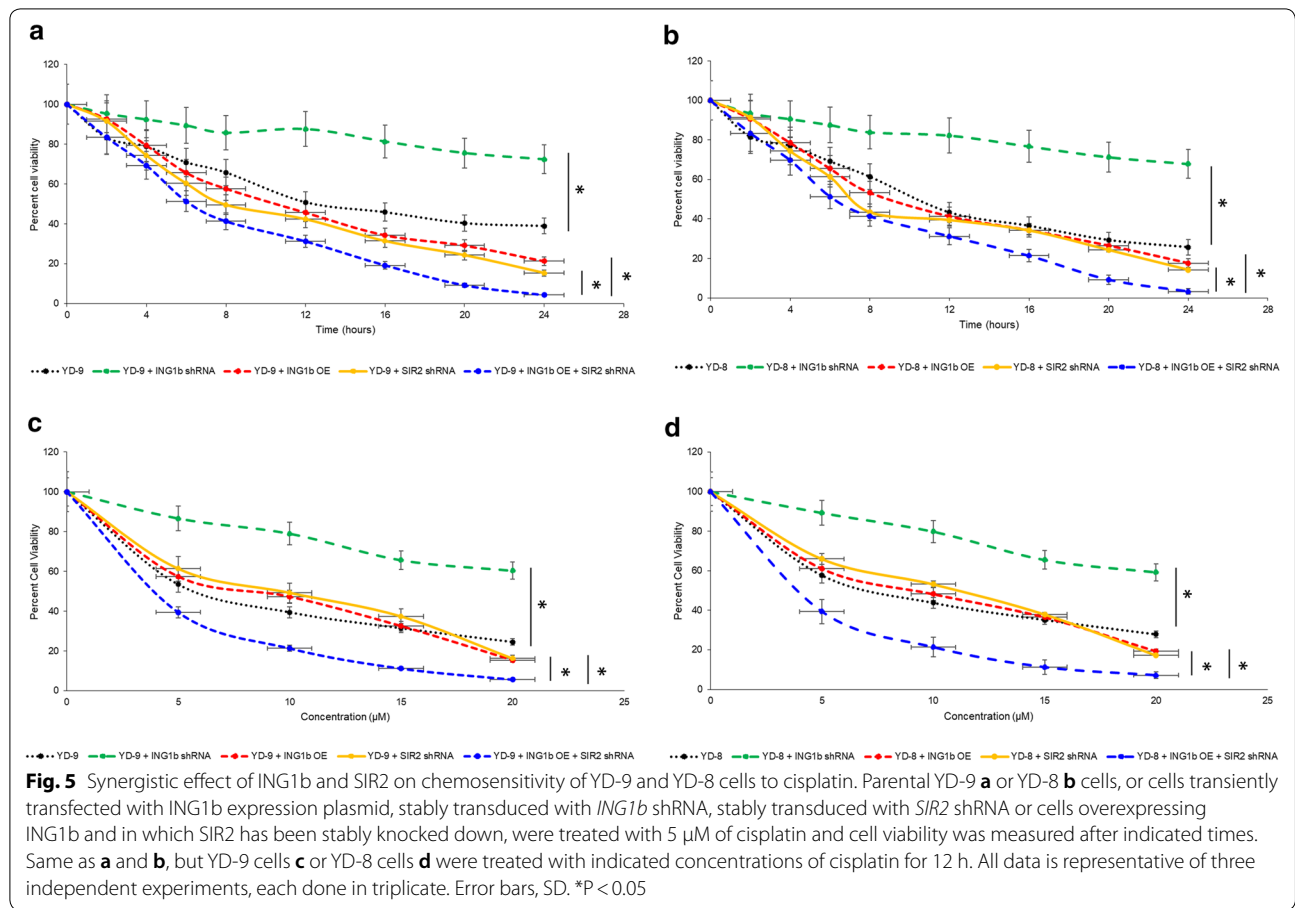 a
120
100
80
60
40
20
0
Percent cell viability
0 4 8 12 16 20 24 28
Time (hours)
*
* *
YD-9 YD-9 + ING1b shRNA YD-9 + ING1b OE YD-9 + SIR2 shRNA YD-9 + ING1b OE + SIR2 shRNA
b
120
100
80
60
40
20
0
Percent cell viability
0 4 8 12 16 20 24 28
Time (hours)
*
* *
YD-8 YD-8 + ING1b shRNA YD-8 + ING1b OE YD-8 + SIR2 shRNA YD-8 + ING1b OE + SIR2 shRNA
c
120
100
80
60
40
20
0
Percent Cell Viability
0 5 10 15 20 25
Concentration (µM)
*
* *
YD-9 YD-9 + ING1b shRNA YD-9 + ING1b OE YD-9 + SIR2 shRNA YD-9 + ING1b OE + SIR2 shRNA
d
120
100
80
60
40
20
0
Percent Cell Viability
0 5 10 15 20 25
Concentration (µM)
*
* *
YD-8 YD-8 + ING1b shRNA YD-8 + ING1b OE YD-8 + SIR2 shRNA YD-8 + ING1b OE + SIR2 shRNA
Fig. 5 Synergistic effect of ING1b and SIR2 on chemosensitivity of YD-9 and YD-8 cells to cisplatin. Parental YD-9 a or YD-8 b cells, or cells transiently
transfected with ING1b expression plasmid, stably transduced with ING1b shRNA, stably transduced with SIR2 shRNA or cells overexpressing
ING1b and in which SIR2 has been stably knocked down, were treated with 5 µM of cisplatin and cell viability was measured after indicated times.
Same as a and b, but YD-9 cells c or YD-8 cells d were treated with indicated concentrations of cisplatin for 12 h. All data is representative of three
independent experiments, each done in triplicate. Error bars, SD. *P < 0.05